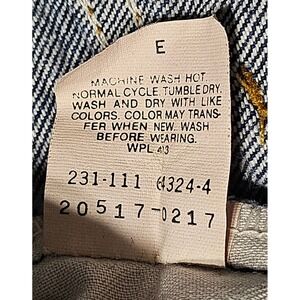 E
MACHINE WASH HOT.
NORMAL CYCLE. TUMBLE DRY.
WASH AND DRY WITH LIKE
COLORS. COLOR MAY TRANS-
FER WHEN NEW. WASH
BEFORE WEARING.
WPL 423
231-111 64324-4
20517-0217